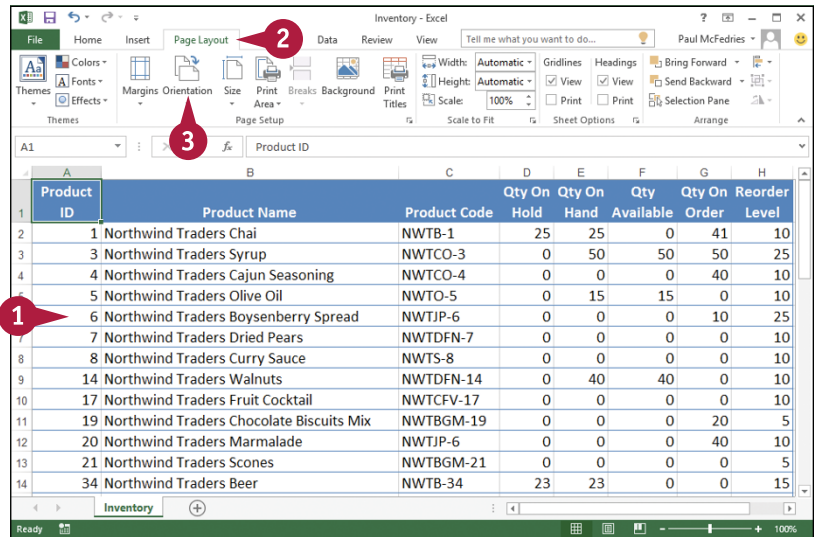 Inventory - Excel
File Home Insert Page Layout 2 Data Review View Tell me what you want to do... Paul McFedries
Colors Width: Automatic Gridlines Headings Bring Forward
Fonts Height: Automatic View View Send Backward
Themes Effects Margins Orientation Size Print Area Breaks Background Print Titles Scale: 100% Print Print Selection Pane
Themes Page Setup Scale to Fit Sheet Options Arrange
3
A1 fx Product ID
A B C D E F G H
1 Product ID Product Name Product Code Qty On Hold Qty On Hand Qty Available Qty On Order Reorder Level
2 1 Northwind Traders Chai NWTB-1 25 25 0 41 10
3 3 Northwind Traders Syrup NWTCO-3 0 50 50 50 25
4 4 Northwind Traders Cajun Seasoning NWTCO-4 0 0 0 40 10
5 Northwind Traders Olive Oil NWTO-5 0 15 15 0 10
1 6 Northwind Traders Boysenberry Spread NWTJP-6 0 0 0 10 25
7 Northwind Traders Dried Pears NWTDFN-7 0 0 0 0 10
8 8 Northwind Traders Curry Sauce NWTS-8 0 0 0 0 10
9 14 Northwind Traders Walnuts NWTDFN-14 0 40 40 0 10
10 17 Northwind Traders Fruit Cocktail NWTCFV-17 0 0 0 0 10
11 19 Northwind Traders Chocolate Biscuits Mix NWTBGM-19 0 0 0 20 5
12 20 Northwind Traders Marmalade NWTJP-6 0 0 0 40 10
13 21 Northwind Traders Scones NWTBGM-21 0 0 0 0 5
14 34 Northwind Traders Beer NWTB-34 23 23 0 0 15
Inventory
Ready 100%